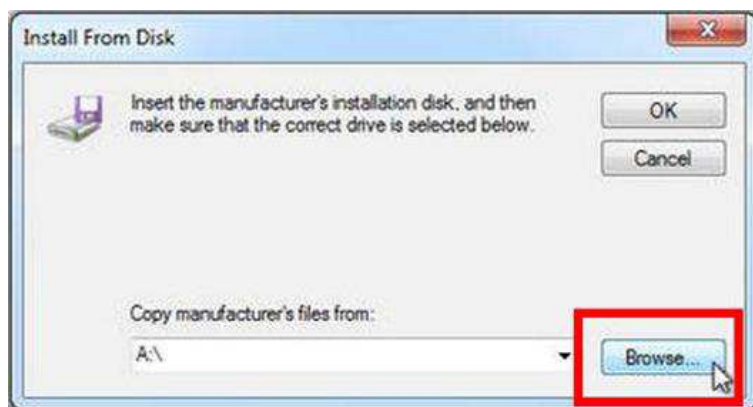 Install From Disk
Insert the manufacturer's installation disk, and then
make sure that the correct drive is selected below.
OK
Cancel
Copy manufacturer's files from:
A:\
Browse...